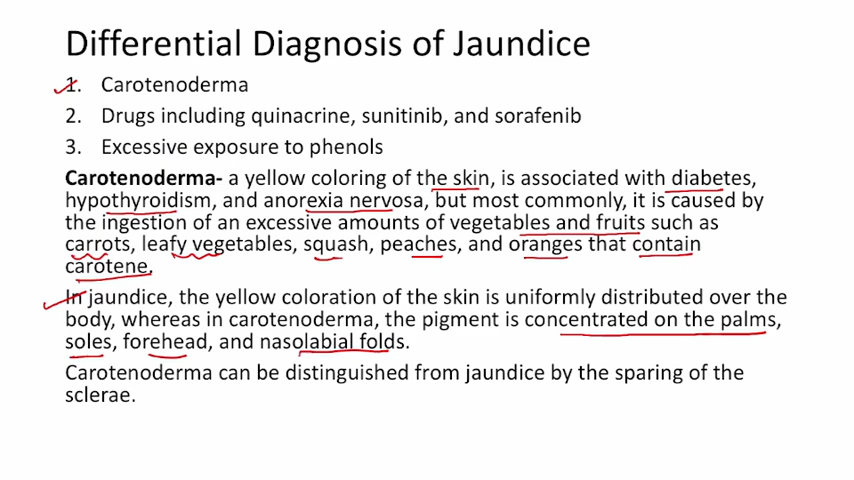 Differential Diagnosis of Jaundice
1. Carotenoderma
2. Drugs including quinacrine, sunitinib, and sorafenib
3. Excessive exposure to phenols
Carotenoderma- a yellow coloring of the skin, is associated with diabetes,
hypothyroidism, and anorexia nervosa, but most commonly, it is caused by
the ingestion of an excessive amounts of vegetables and fruits such as
carrots, leafy vegetables, squash, peaches, and oranges that contain
carotene.
In jaundice, the yellow coloration of the skin is uniformly distributed over the
body, whereas in carotenoderma, the pigment is concentrated on the palms,
soles, forehead, and nasolabial folds.
Carotenoderma can be distinguished from jaundice by the sparing of the
sclerae.